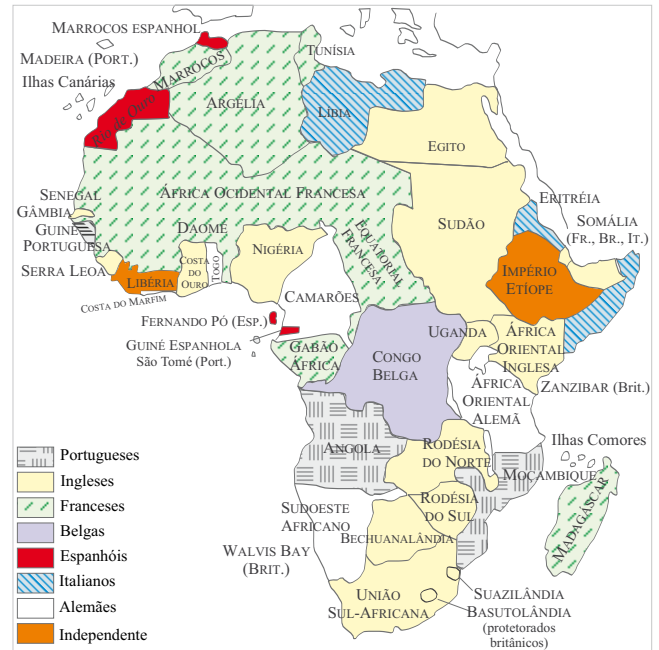 MARROCOS ESPANHOL
MADEIRA (PORT.)
Ilhas Canárias
TUNÍSIA
MARROCOS
ARGÉLIA
LÍBIA
Rio de Ouro
EGITO
ÁFRICA OCIDENTAL FRANCESA
SENEGAL
GÂMBIA
GUINÉ
PORTUGUESA
SERRA LEOA
LIBÉRIA
COSTA DO MARFIM
DAOMÉ
COSTA
DO
OURO
TOGO
NIGÉRIA
EQUATORIAL
FRANCESA
SUDÃO
ERITRÉIA
SOMÁLIA
(FR., BR., IT.)
IMPÉRIO
ETÍOPE
CAMARÕES
FERNANDO PÓ (ESP.)
GUINÉ ESPANHOLA
São Tomé (Port.)
GABÃO
ÁFRICA
CONGO
BELGA
UGANDA
ÁFRICA
ORIENTAL
INGLESA
ZANZIBAR (Brit.)
ÁFRICA
ORIENTAL
ALEMÃ
ANGOLA
RODÉSIA
DO NORTE
Ilhas Comores
MOÇAMBIQUE
MADAGÁSCAR
SUDOESTE
AFRICANO
RODÉSIA
DO SUL
BECHUANALÂNDIA
WALVIS BAY
(BRIT.)
UNIÃO
SUL-AFRICANA
SUAZILÂNDIA
BASUTOLÂNDIA
(protetorados
britânicos)
Portugueses
Ingleses
Franceses
Belgas
Espanhóis
Italianos
Alemães
Independente